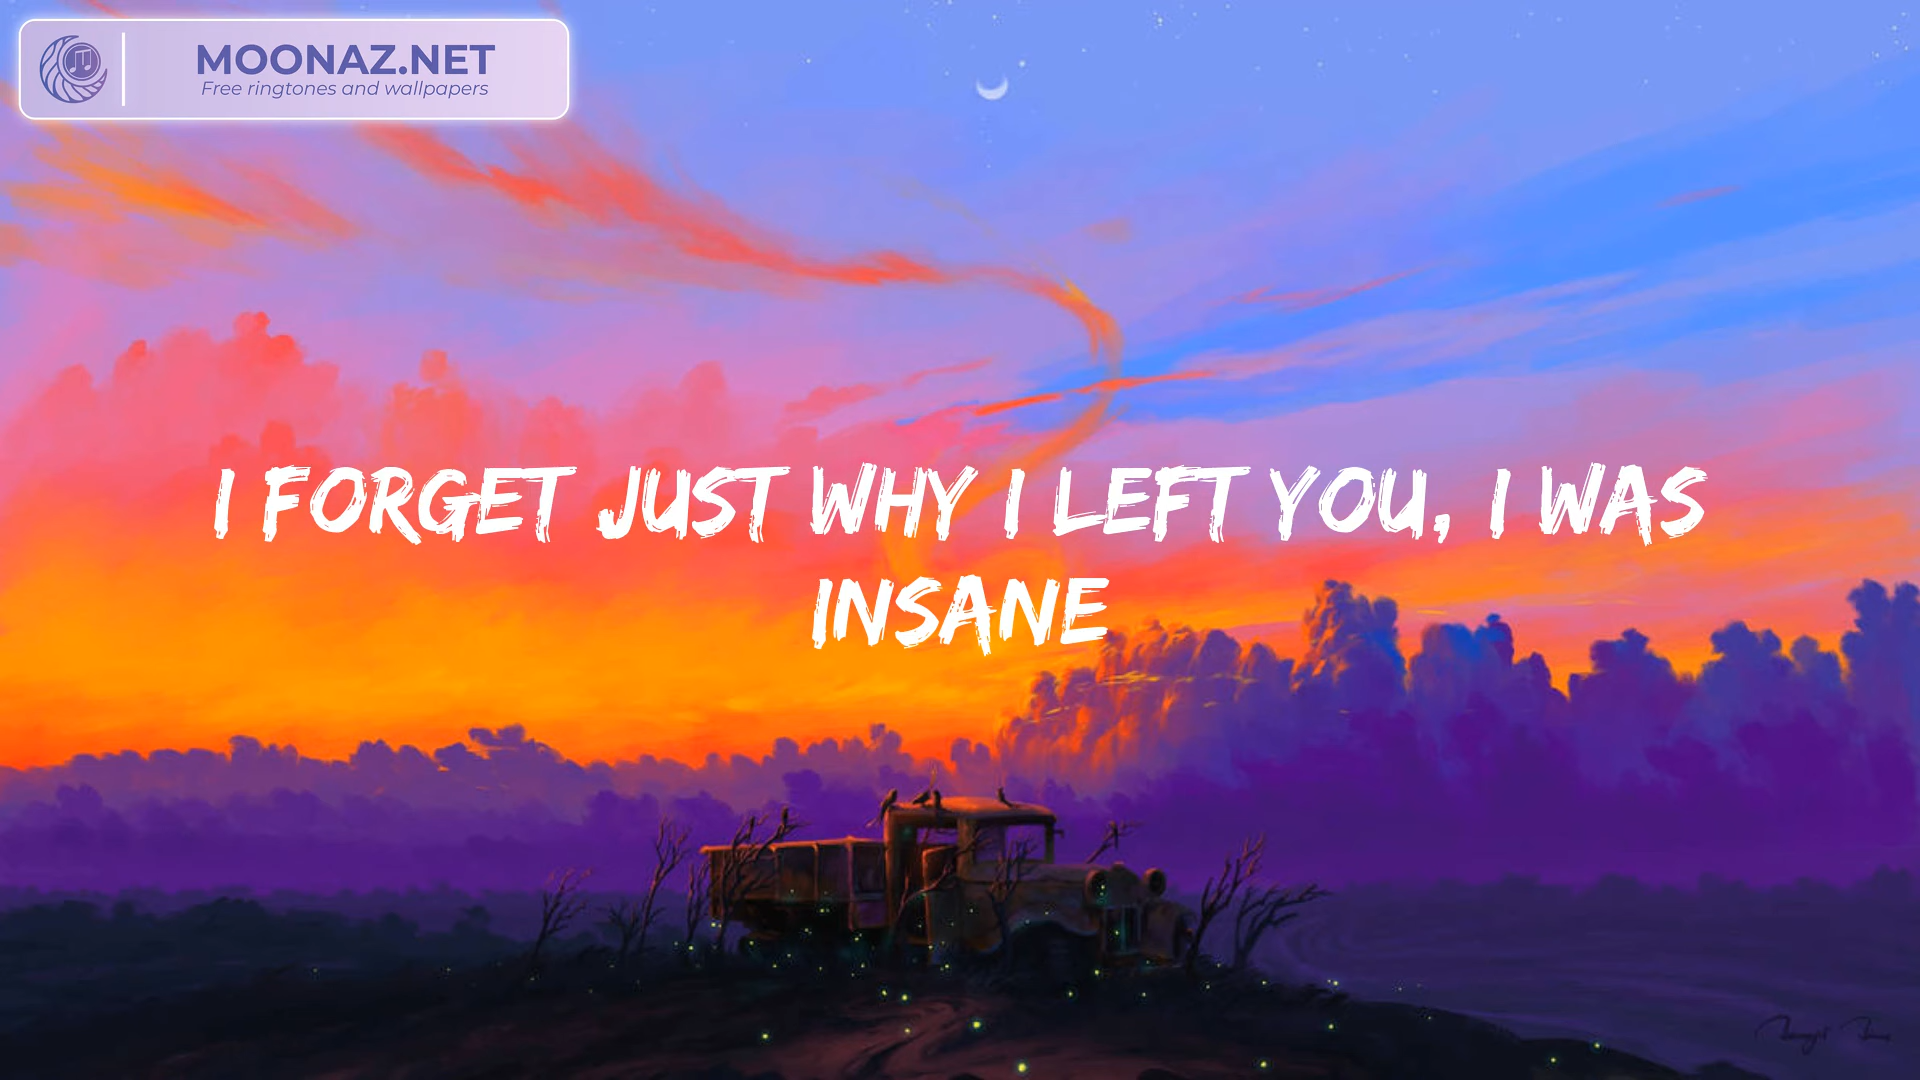 MOONAZ.NET
Free ringtones and wallpapers
I FORGET JUST WHY I LEFT YOU, I WAS
INSANE